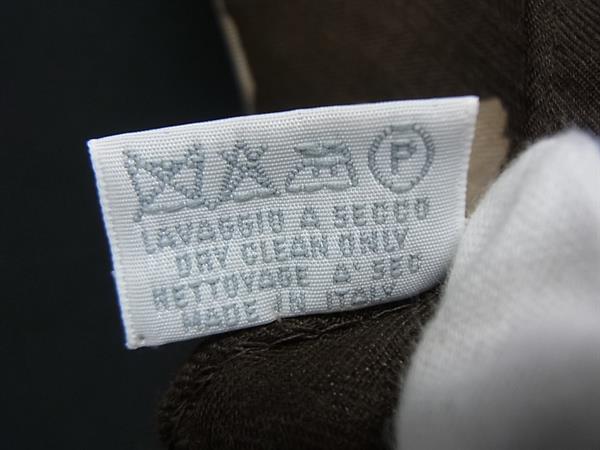 P
LAVAGGIO A SECCO
DRY CLEAN ONLY
NETTOYAGE A' SEC
MADE IN ITALY